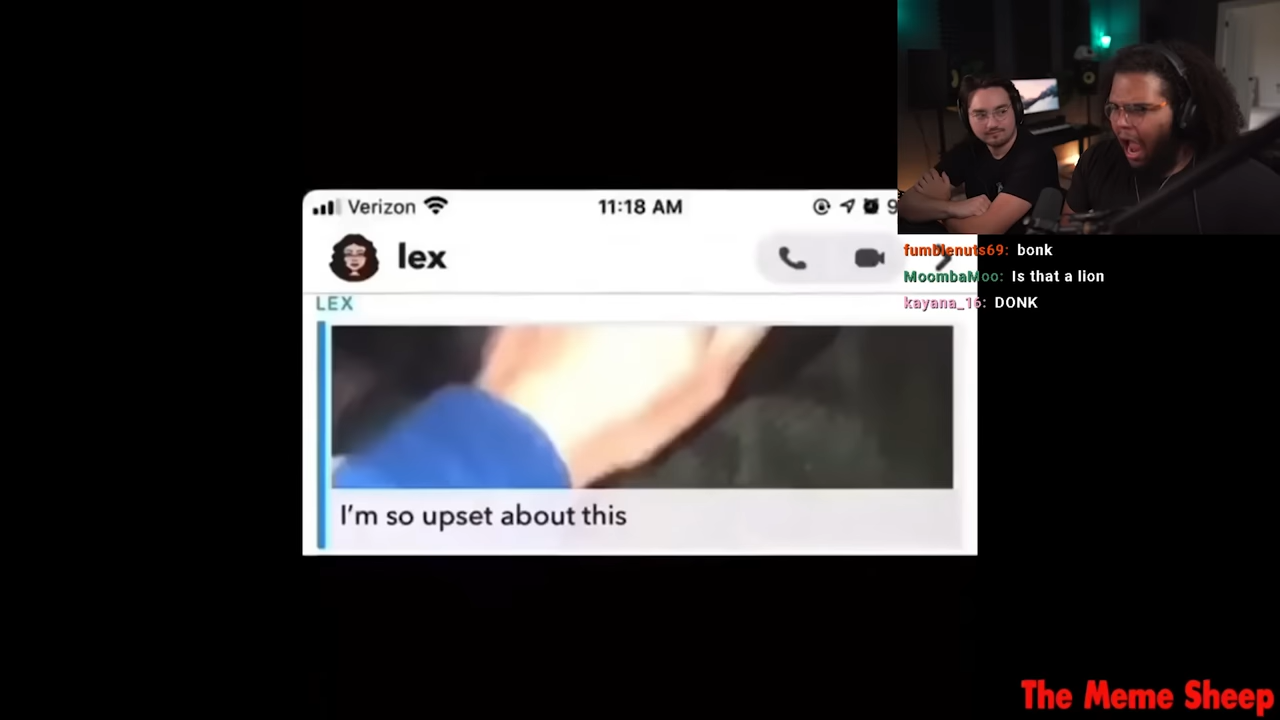 Verizon 11:18 AM 9
lex
LEX
I'm so upset about this
fumblenuts69: bonk
MoombaMoo: Is that a lion
kayana_16: DONK
The Meme Sheep